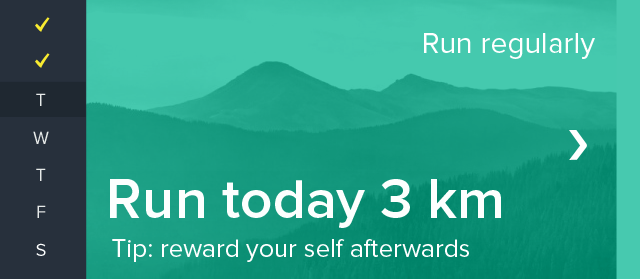 T
W
T
F
S
Run regularly
Run today 3 km
Tip: reward your self afterwards